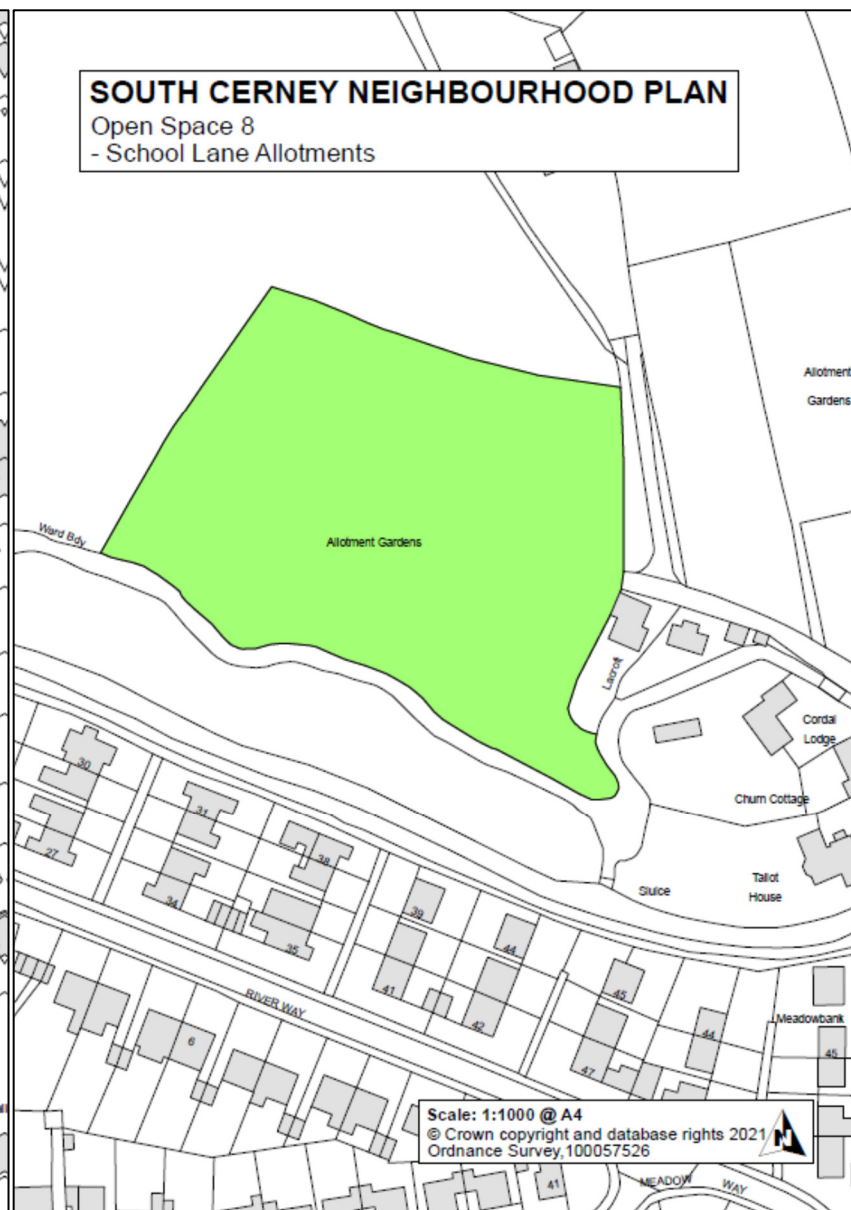 SOUTH CERNEY NEIGHBOURHOOD PLAN
Open Space 8
- School Lane Allotments
Allotment
Gardens
Ward Bdy
Allotment Gardens
Lacroft
Cordal
Lodge
Churn Cottage
Sluice
Tallot
House
30
31
38
27
34
35
39
44
41
42
45
44
47
Meadowbank
45
RIVER WAY
6
Scale: 1:1000 @ A4
© Crown copyright and database rights 2021
Ordnance Survey,100057526
N
41
MEADOW WAY